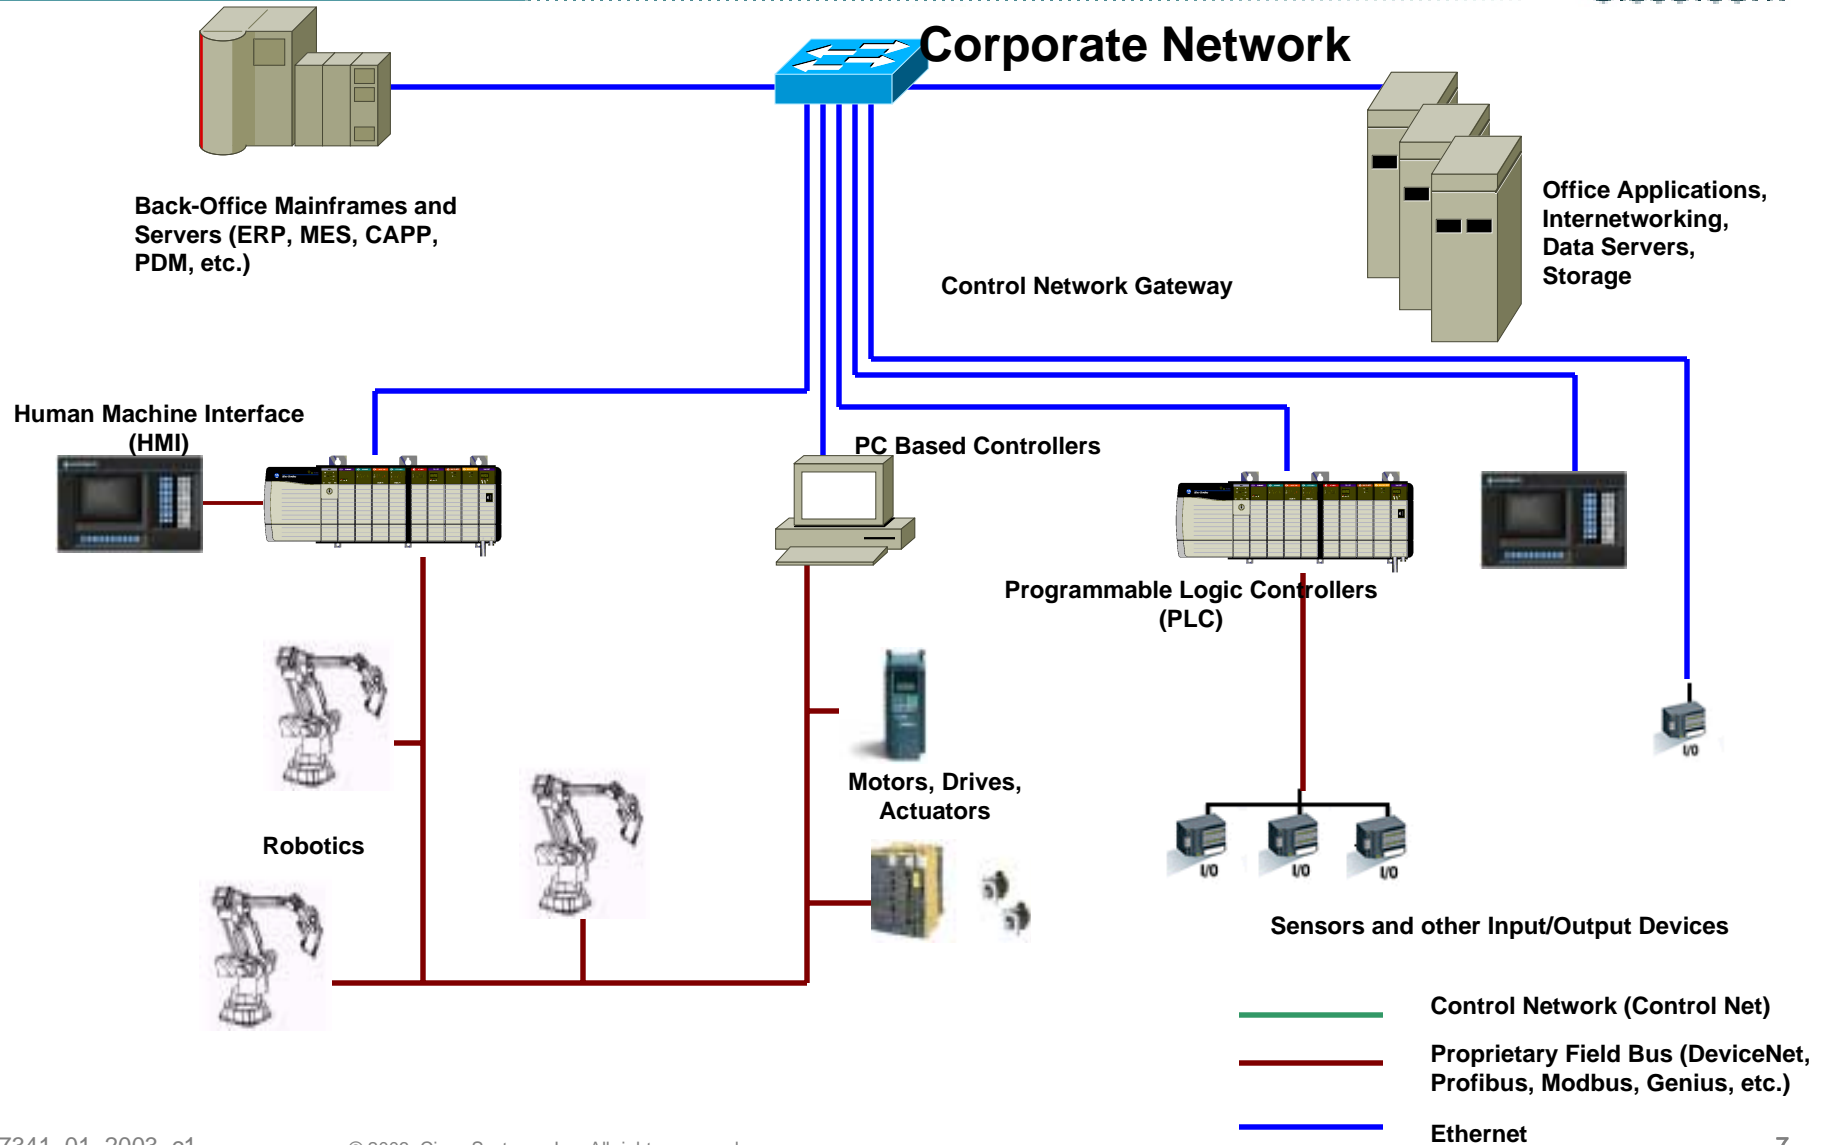 Corporate Network
Back-Office Mainframes and
Servers (ERP, MES, CAPP,
PDM, etc.)
Office Applications,
Internetworking,
Data Servers,
Storage
Control Network Gateway
Human Machine Interface
(HMI)
PC Based Controllers
Programmable Logic Controllers
(PLC)
Motors, Drives,
Actuators
Robotics
I/O
I/O
I/O
I/O
Sensors and other Input/Output Devices
Control Network (Control Net)
Proprietary Field Bus (DeviceNet,
Profibus, Modbus, Genius, etc.)
Ethernet